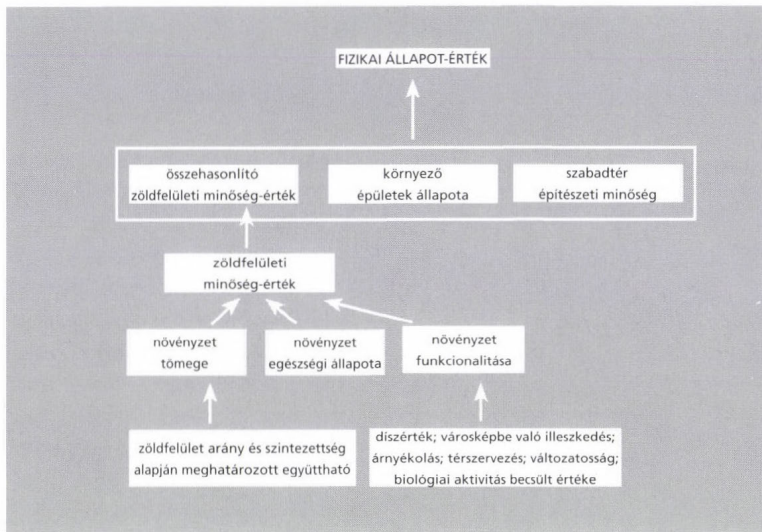 FIZIKAI ÁLLAPOT-ÉRTÉK
összehasonlító
zöldfelületi minőség-érték
környező
épületek állapota
szabadtér
építészeti minőség
zöldfelületi
minőség-érték
növényzet
tömege
növényzet
egészségi állapota
növényzet
funkcionalitása
zöldfelület arány és szintezettség
alapján meghatározott együttható
díszérték; városképbe való illeszkedés;
árnyékolás; térszervezés; változatosság;
biológiai aktivitás becsült értéke